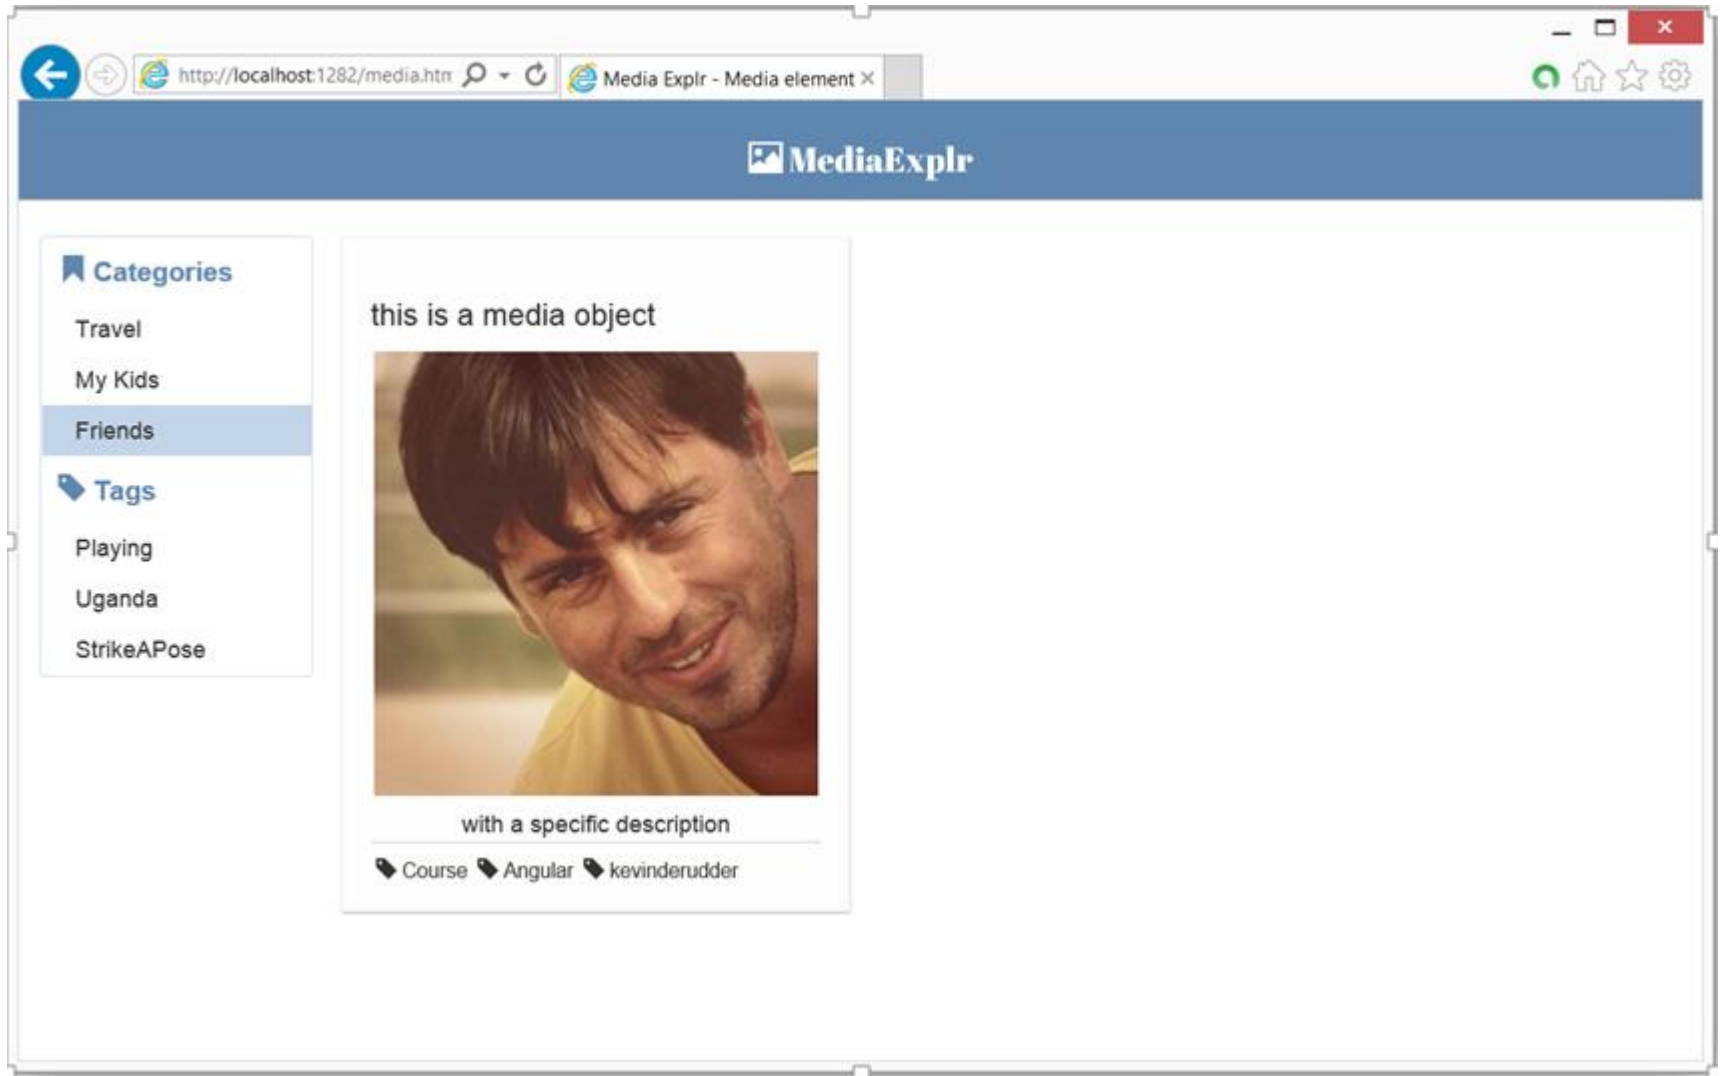 http://localhost:1282/media.htm
Media Explr - Media element
MediaExplr
Categories
Travel
My Kids
Friends
Tags
Playing
Uganda
StrikeAPose
this is a media object
with a specific description
Course Angular kevinderudder